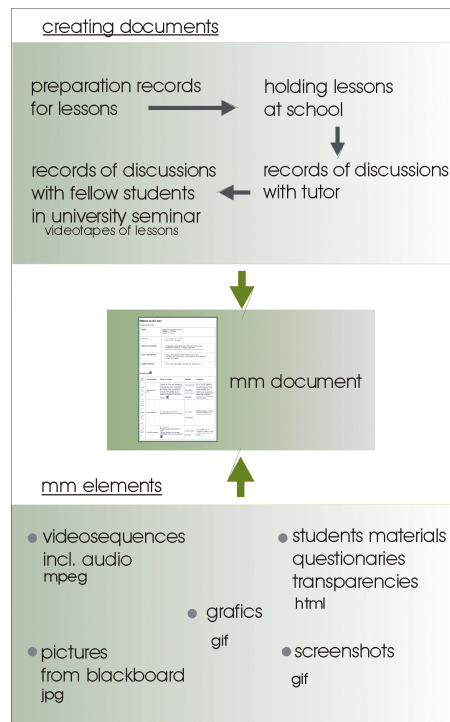 creating documents
preparation records
for lessons
holding lessons
at school
records of discussions
with tutor
records of discussions
with fellow students
in university seminar
videotapes of lessons
mm document
mm elements
videosequences
incl. audio
mpeg
students materials
questionaries
transparencies
html
grafics
gif
pictures
from blackboard
jpg
screenshots
gif